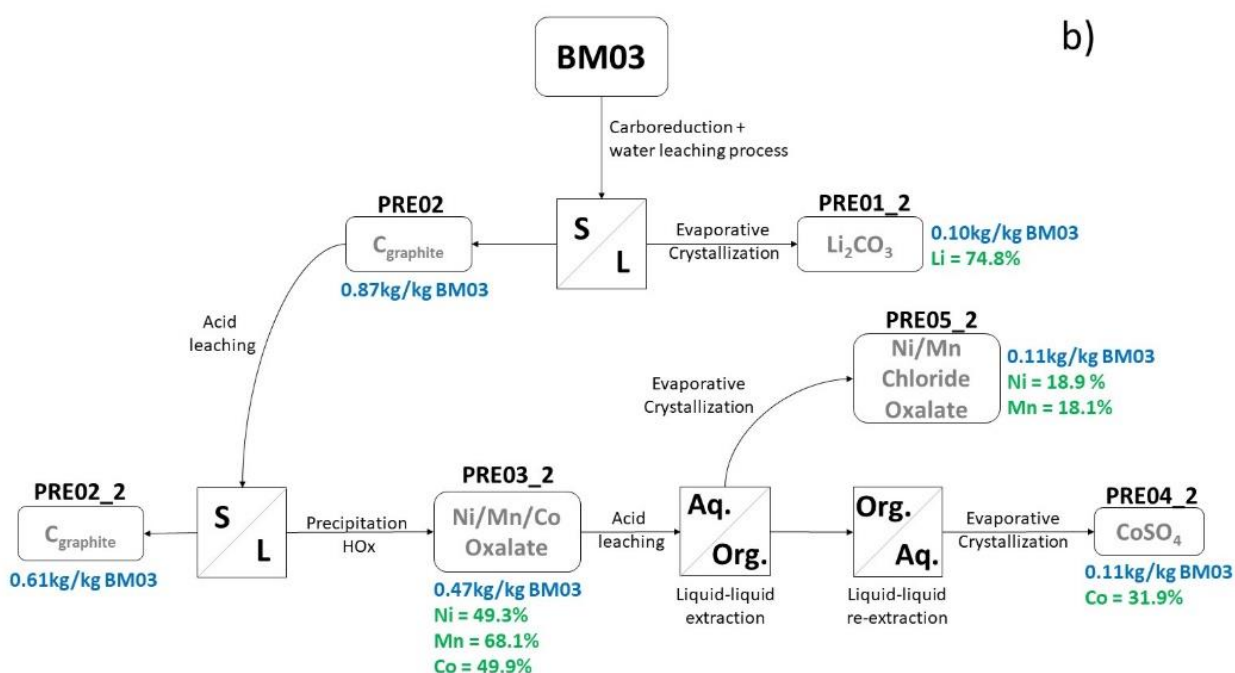 b)
BM03
Carboreduction +
water leaching process
PRE02
C graphite
0.87kg/kg BM03
S
L
Evaporative
Crystallization
PRE01_2
Li2CO3
0.10kg/kg BM03
Li = 74.8%
Acid
leaching
PRE05_2
Ni/Mn
Chloride
Oxalate
0.11kg/kg BM03
Ni = 18.9 %
Mn = 18.1%
Evaporative
Crystallization
PRE02_2
C graphite
0.61kg/kg BM03
S
L
Precipitation
HOx
PRE03_2
Ni/Mn/Co
Oxalate
0.47kg/kg BM03
Ni = 49.3%
Mn = 68.1%
Co = 49.9%
Acid
leaching
Aq.
Org.
Liquid-liquid
extraction
Org.
Aq.
Liquid-liquid
re-extraction
Evaporative
Crystallization
PRE04_2
CoSO4
0.11kg/kg BM03
Co = 31.9%